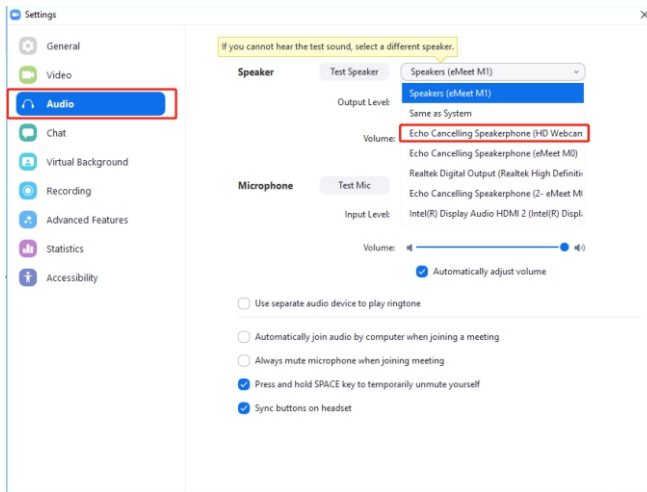 Settings
General
Video
Audio
Chat
Virtual Background
Recording
Advanced Features
Statistics
Accessibility
If you cannot hear the test sound, select a different speaker.
Speaker
Test Speaker
Speakers (eMeet M1)
Speakers (eMeet M1)
Same as System
Echo Cancelling Speakerphone (HD Webcan
Echo Cancelling Speakerphone (eMeet M0)
Realtek Digital Output (Realtek High Definiti
Echo Cancelling Speakerphone (2- eMeet M
Intel(R) Display Audio HDMI 2 (Intel(R) Displ
Output Level:
Volume:
Microphone
Test Mic
Input Level:
Volume:
Automatically adjust volume
Use separate audio device to play ringtone
Automatically join audio by computer when joining a meeting
Always mute microphone when joining meeting
Press and hold SPACE key to temporarily unmute yourself
Sync buttons on headset